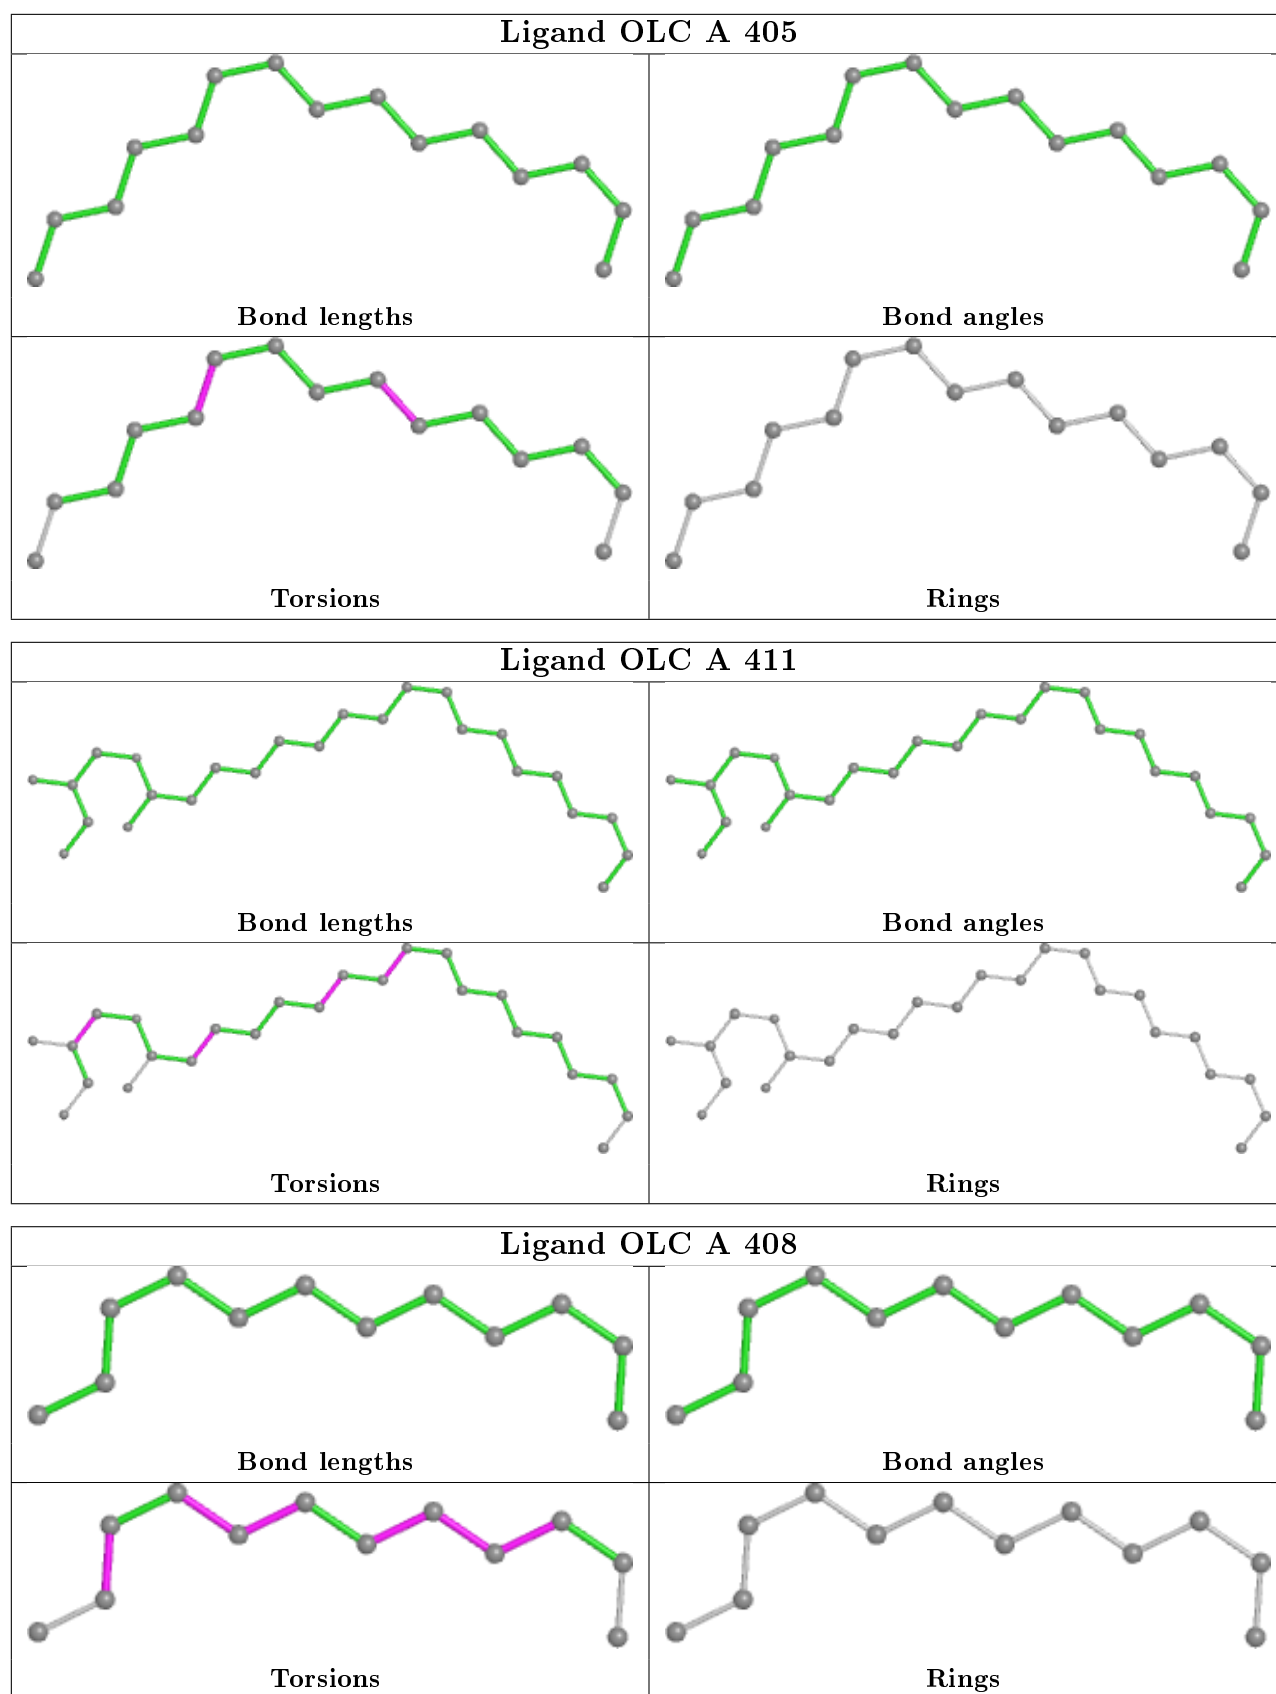 Ligand OLC A 405
Bond lengths
Bond angles
Torsions
Rings
Ligand OLC A 411
Bond lengths
Bond angles
Torsions
Rings
Ligand OLC A 408
Bond lengths
Bond angles
Torsions
Rings